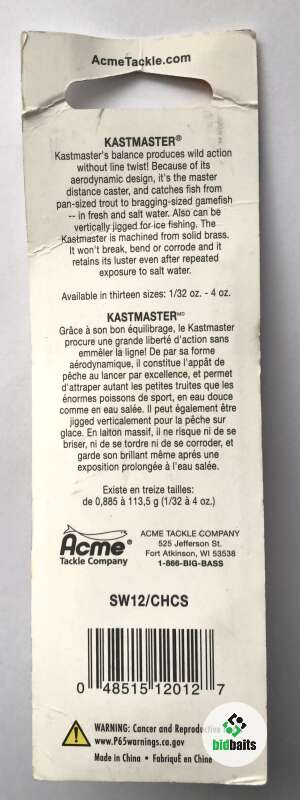 AcmeTackle.com
KASTMASTER®
Kastmaster's balance produces wild action
without line twist! Because of its
aerodynamic design, it's the master
distance caster, and catches fish from
pan-sized trout to bragging-sized gamefish
-- in fresh and salt water. Also can be
vertically jigged for ice fishing. The
Kastmaster is machined from solid brass.
It won't break, bend or corrode and it
retains its luster even after repeated
exposure to salt water.
Available in thirteen sizes: 1/32 oz. - 4 oz.
KASTMASTER MD
Grâce à son bon équilibrage, le Kastmaster
procure une grande liberté d'action sans
emmêler la ligne! De par sa forme
aérodynamique, il constitue l'appât de
pêche au lancer par excellence, et permet
d'attraper autant les petites truites que les
énormes poissons de sport, en eau douce
comme en eau salée. Il peut également être
jigged verticalement pour la pêche sur
glace. En laiton massif, il ne risque ni de se
briser, ni de se tordre ni de se corroder, et
garde son brillant même après une
exposition prolongée à l'eau salée.
Existe en treize tailles:
de 0,885 à 113,5 g (1/32 à 4 oz.)
Acme®
Tackle Company
ACME TACKLE COMPANY
525 Jefferson St.
Fort Atkinson, WI 53538
1-866-BIG-BASS
SW12/CHCS
0 48515 12012 7
WARNING: Cancer and Reproductive
www.P65warnings.ca.gov
Made in China • FabriquÈ en Chine
bidbaits